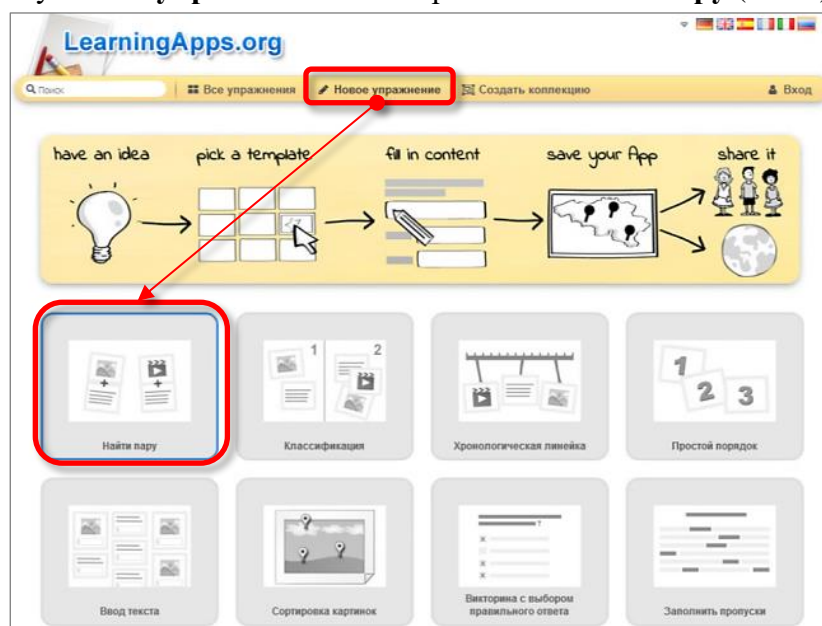 LearningApps.org
Поиск
Все упражнения
Новое упражнение
Создать коллекцию
Вход
have an idea
pick a template
fill in content
save your App
share it
1 2
1
2 3
Найти пару
Классификация
Хронологическая линейка
Простой порядок
?
x
x
x
Ввод текста
Сортировка картинок
Викторина с выбором
правильного ответа
Заполнить пропуски